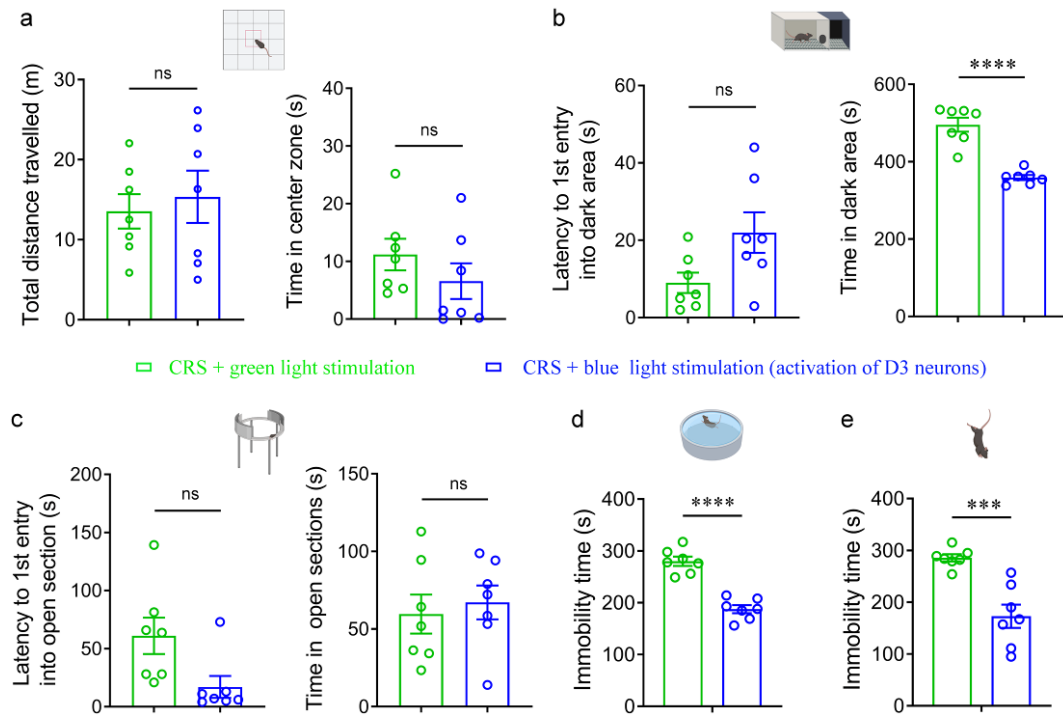 a
Total distance travelled (m)
30
20
10
0
ns
Time in center zone (s)
40
30
20
10
0
ns
b
Latency to 1st entry
into dark area (s)
60
40
20
0
ns
Time in dark area (s)
600
400
200
0
****
CRS + green light stimulation
CRS + blue light stimulation (activation of D3 neurons)
c
Latency to 1st entry
into open section (s)
200
150
100
50
0
ns
Time in open sections (s)
150
100
50
0
ns
d
Immobility time (s)
400
300
200
100
0
****
e
Immobility time (s)
400
300
200
100
0
***